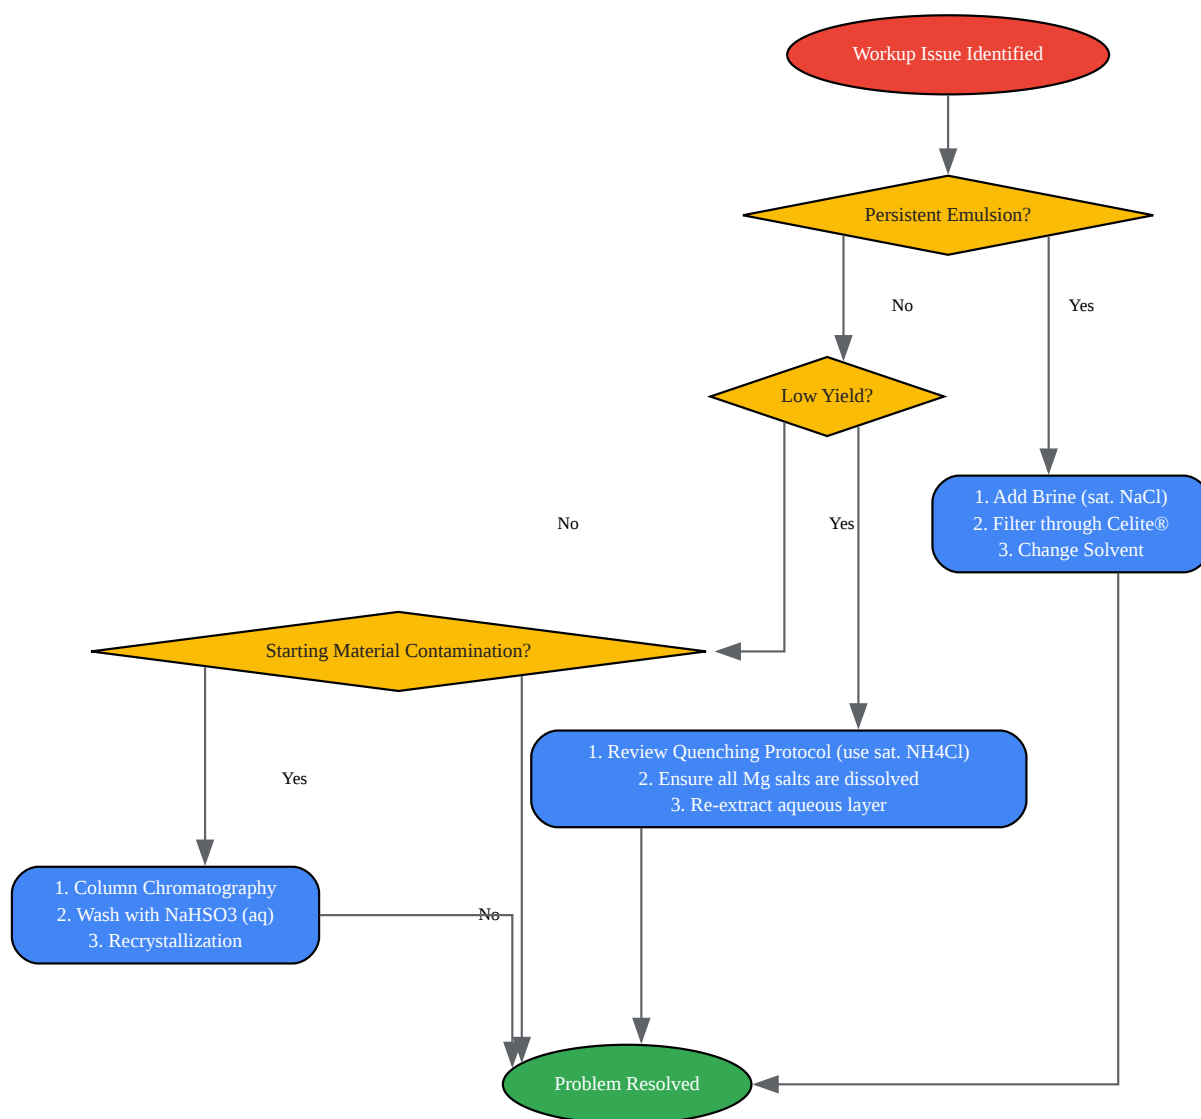 Workup Issue Identified
Persistent Emulsion?
No
Yes
Low Yield?
1. Add Brine (sat. NaCl)
2. Filter through Celite®
3. Change Solvent
No
Yes
Starting Material Contamination?
1. Review Quenching Protocol (use sat. NH4Cl)
2. Ensure all Mg salts are dissolved
3. Re-extract aqueous layer
Yes
1. Column Chromatography
2. Wash with NaHSO3 (aq)
3. Recrystallization
No
Problem Resolved